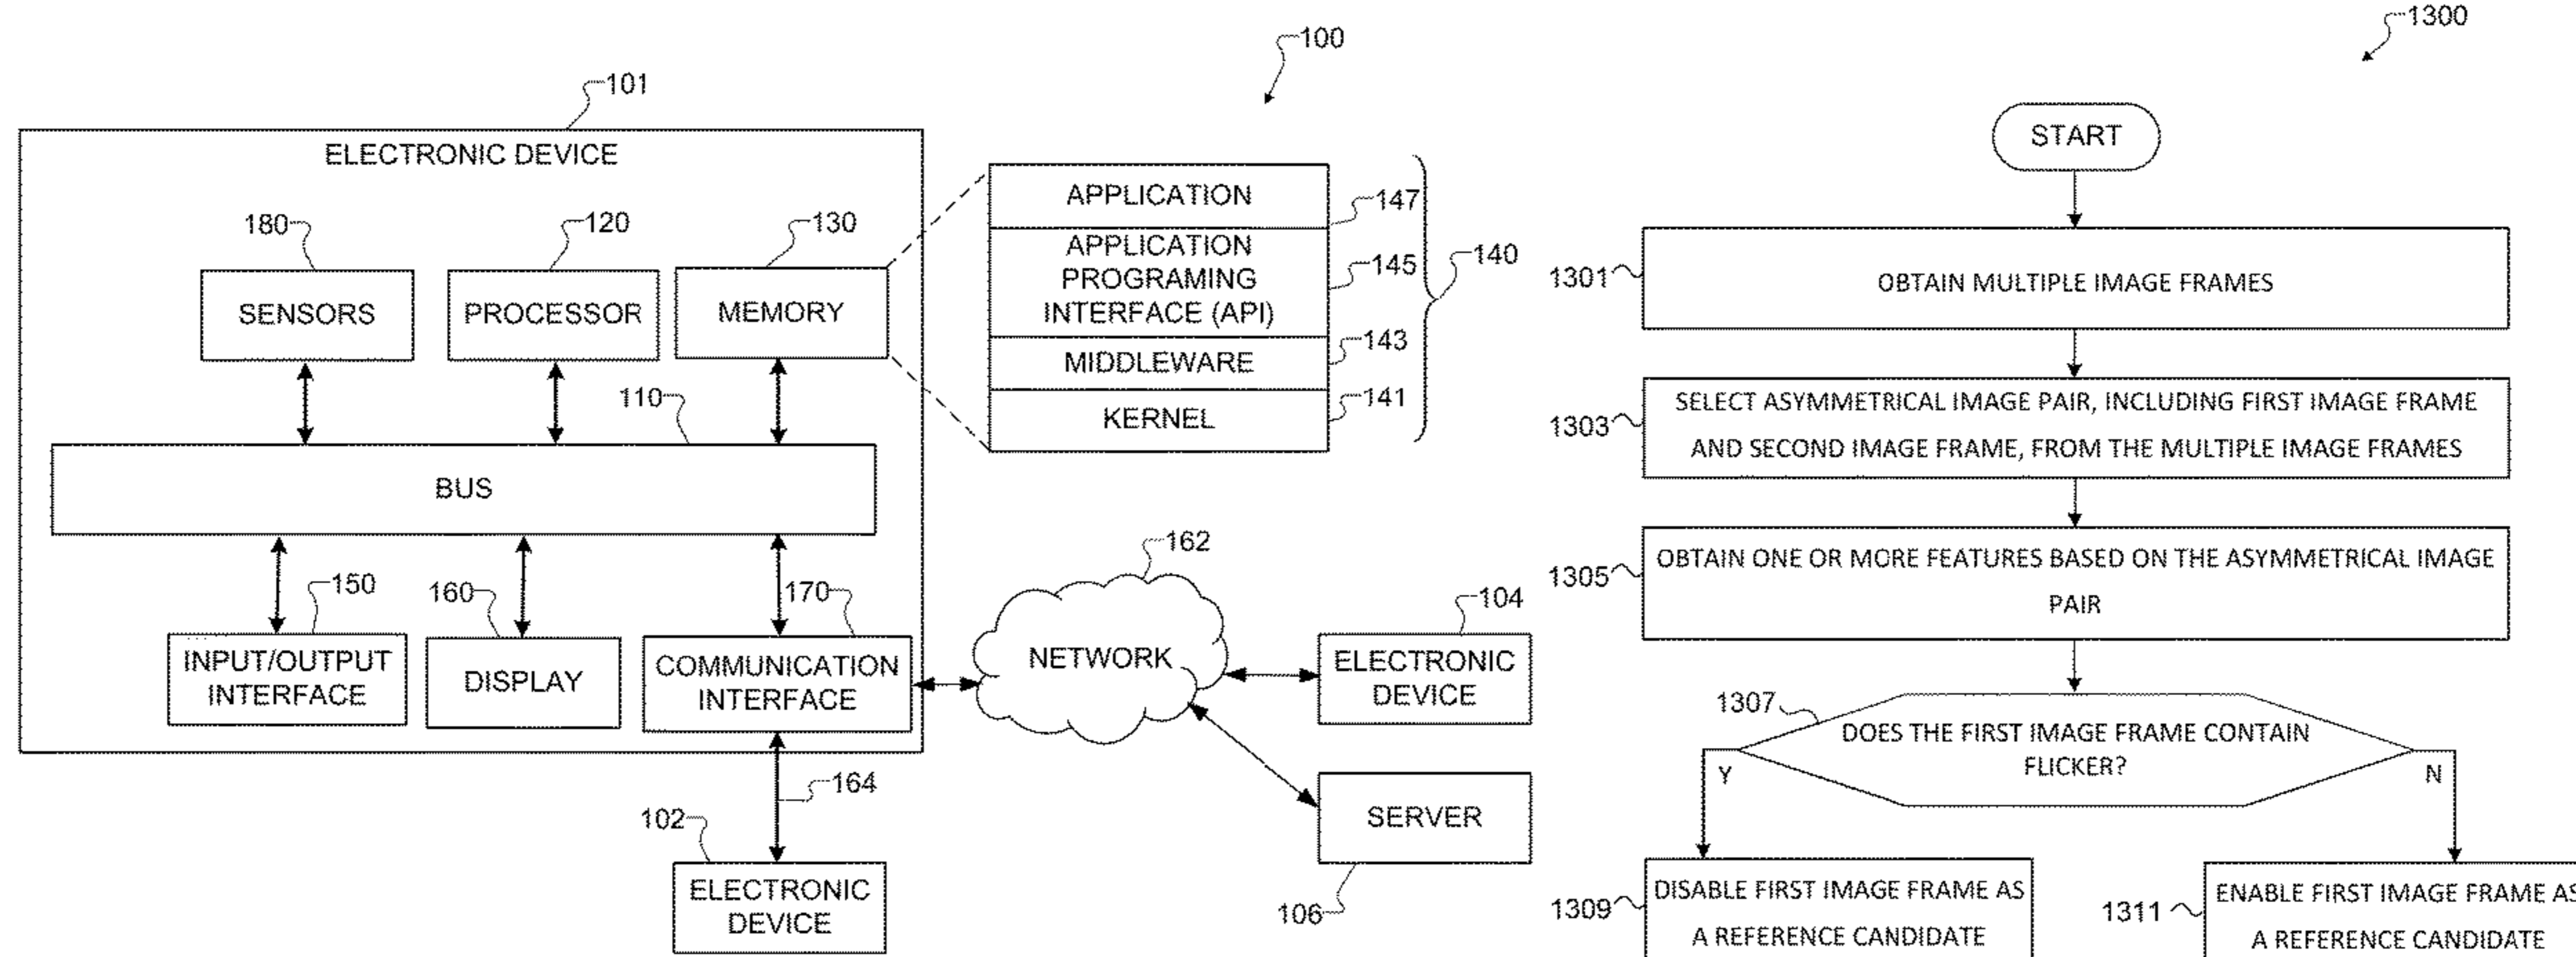 100
101
ELECTRONIC DEVICE
180
120
130
SENSORS
PROCESSOR
MEMORY
110
BUS
150
160
170
INPUT/OUTPUT
INTERFACE
DISPLAY
COMMUNICATION
INTERFACE
164
102
ELECTRONIC
DEVICE
APPLICATION
147
APPLICATION
PROGRAMING
INTERFACE (API)
145
140
MIDDLEWARE
143
KERNEL
141
162
NETWORK
104
ELECTRONIC
DEVICE
SERVER
106
1300
START
1301
OBTAIN MULTIPLE IMAGE FRAMES
1303
SELECT ASYMMETRICAL IMAGE PAIR, INCLUDING FIRST IMAGE FRAME
AND SECOND IMAGE FRAME, FROM THE MULTIPLE IMAGE FRAMES
1305
OBTAIN ONE OR MORE FEATURES BASED ON THE ASYMMETRICAL IMAGE
PAIR
1307
DOES THE FIRST IMAGE FRAME CONTAIN
FLICKER?
Y
N
1309
DISABLE FIRST IMAGE FRAME AS
A REFERENCE CANDIDATE
1311
ENABLE FIRST IMAGE FRAME AS
A REFERENCE CANDIDATE